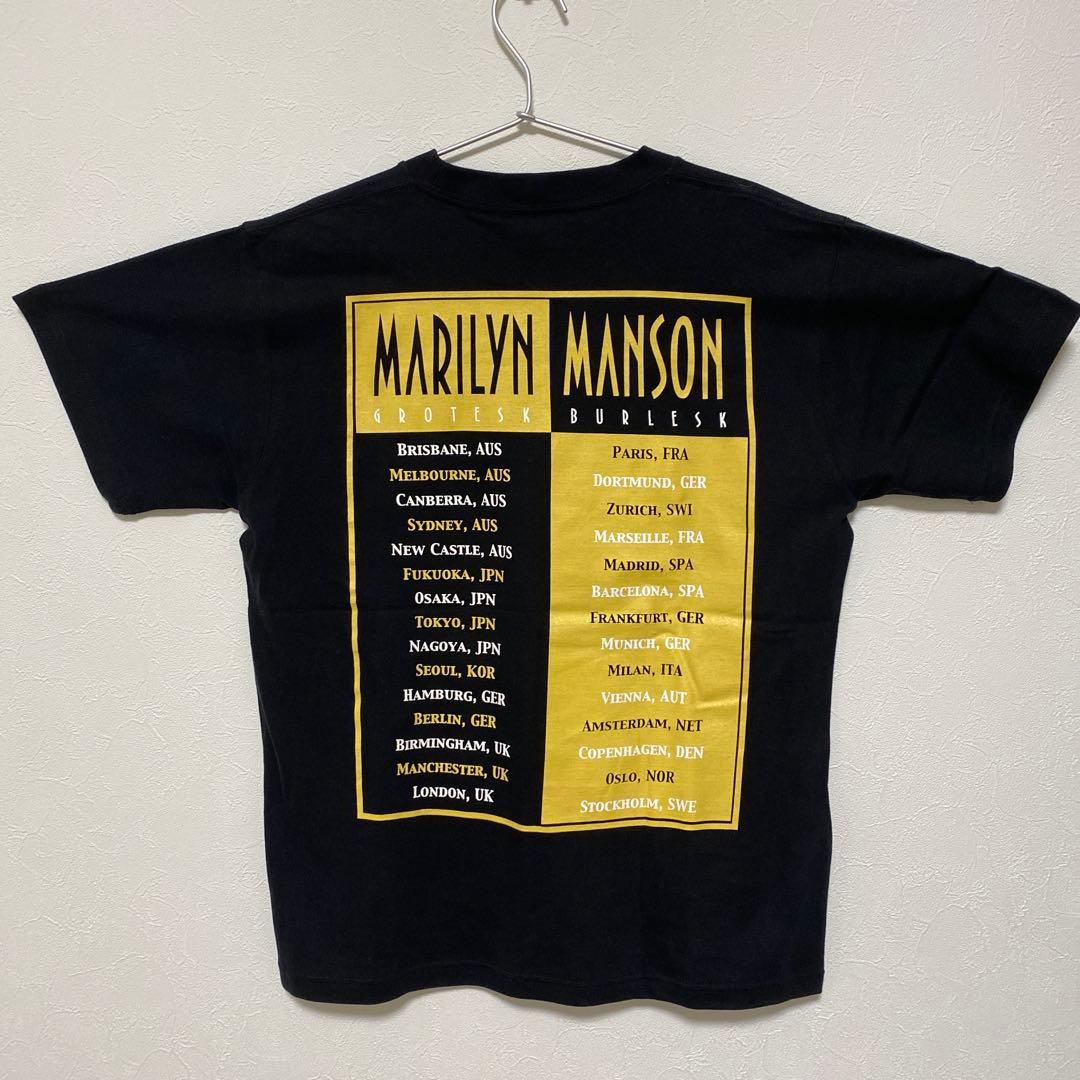 MARILYN MANSON
GROTESK BURLESK
BRISBANE, AUS
MELBOURNE, AUS
CANBERRA, AUS
SYDNEY, AUS
NEW CASTLE, AUS
FUKUOKA, JPN
OSAKA, JPN
TOKYO, JPN
NAGOYA, JPN
SEOUL, KOR
HAMBURG, GER
BERLIN, GER
BIRMINGHAM, UK
MANCHESTER, UK
LONDON, UK
PARIS, FRA
DORTMUND, GER
ZURICH, SWI
MARSEILLE, FRA
MADRID, SPA
BARCELONA, SPA
FRANKFURT, GER
MUNICH, GER
MILAN, ITA
VIENNA, AUT
AMSTERDAM, NET
COPENHAGEN, DEN
OSLO, NOR
STOCKHOLM, SWE